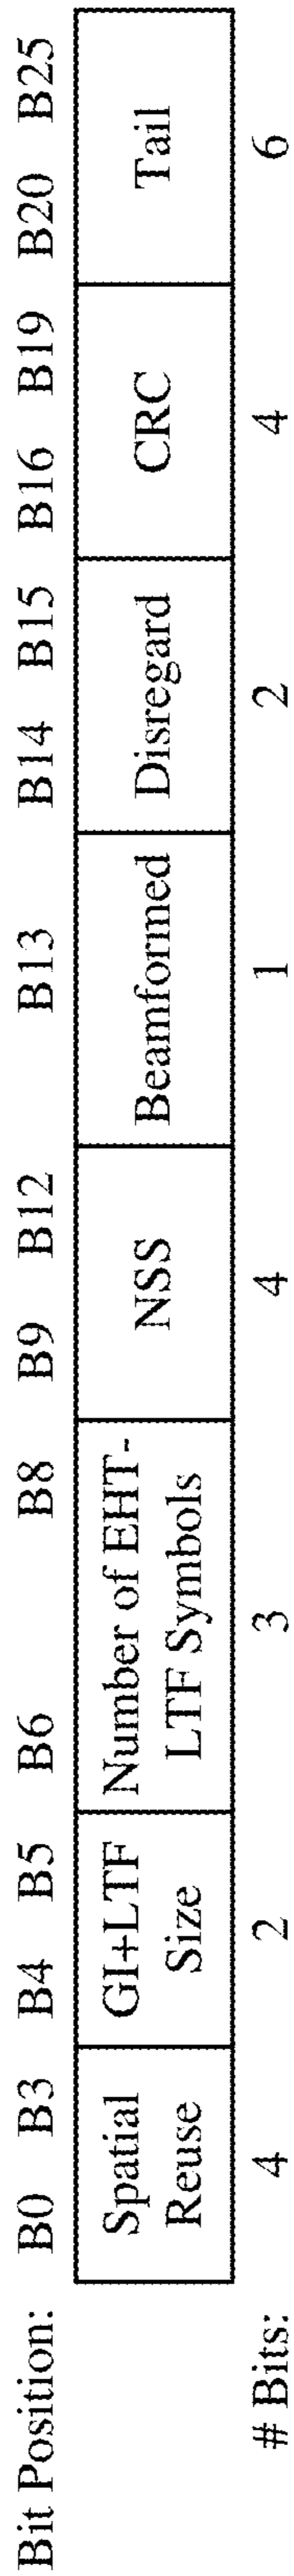 Bit Position: B0 B3 B4 B5 B6 B8 B9 B12 B13 B14 B15 B16 B19 B20 B25
Spatial Reuse
GI+LTF Size
Number of EHT-LTF Symbols
NSS
Beamformed
Disregard
CRC
Tail
# Bits: 4 2 3 4 1 2 4 6